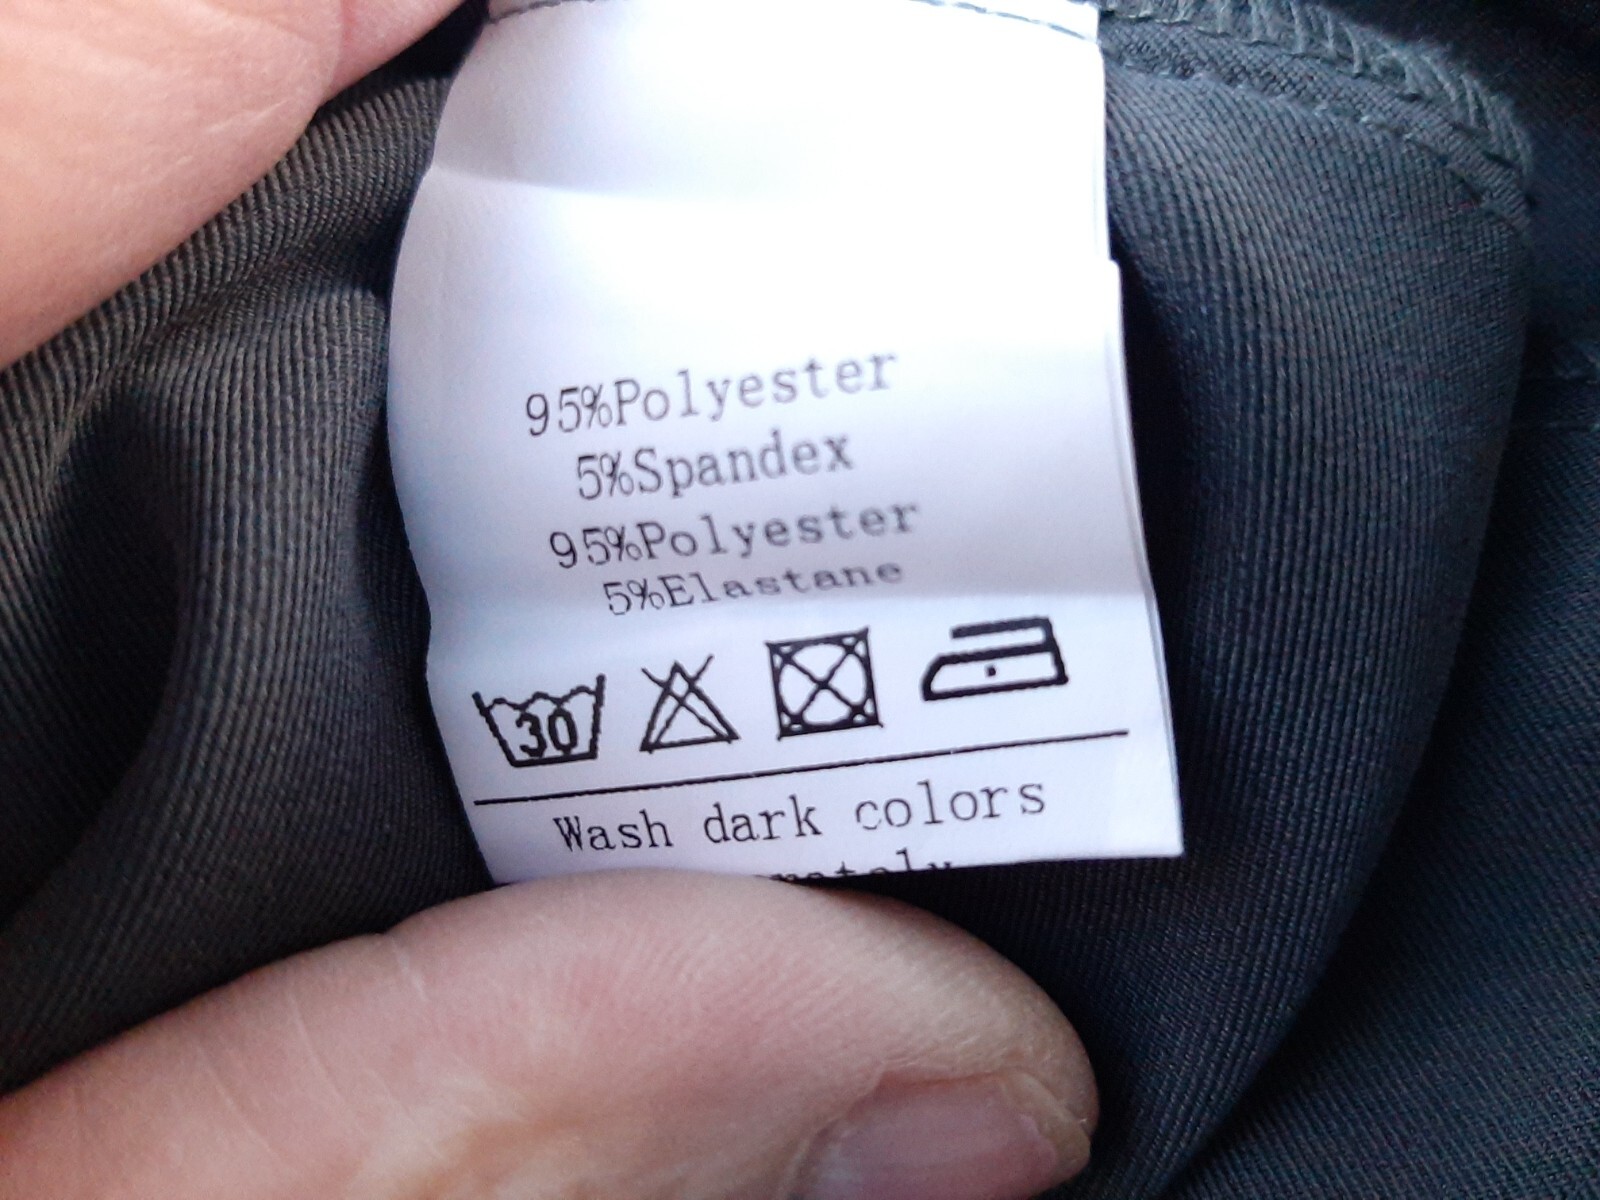 95%Polyester
5%Spandex
95%Polyester
5%Elastane
30
Wash dark colors